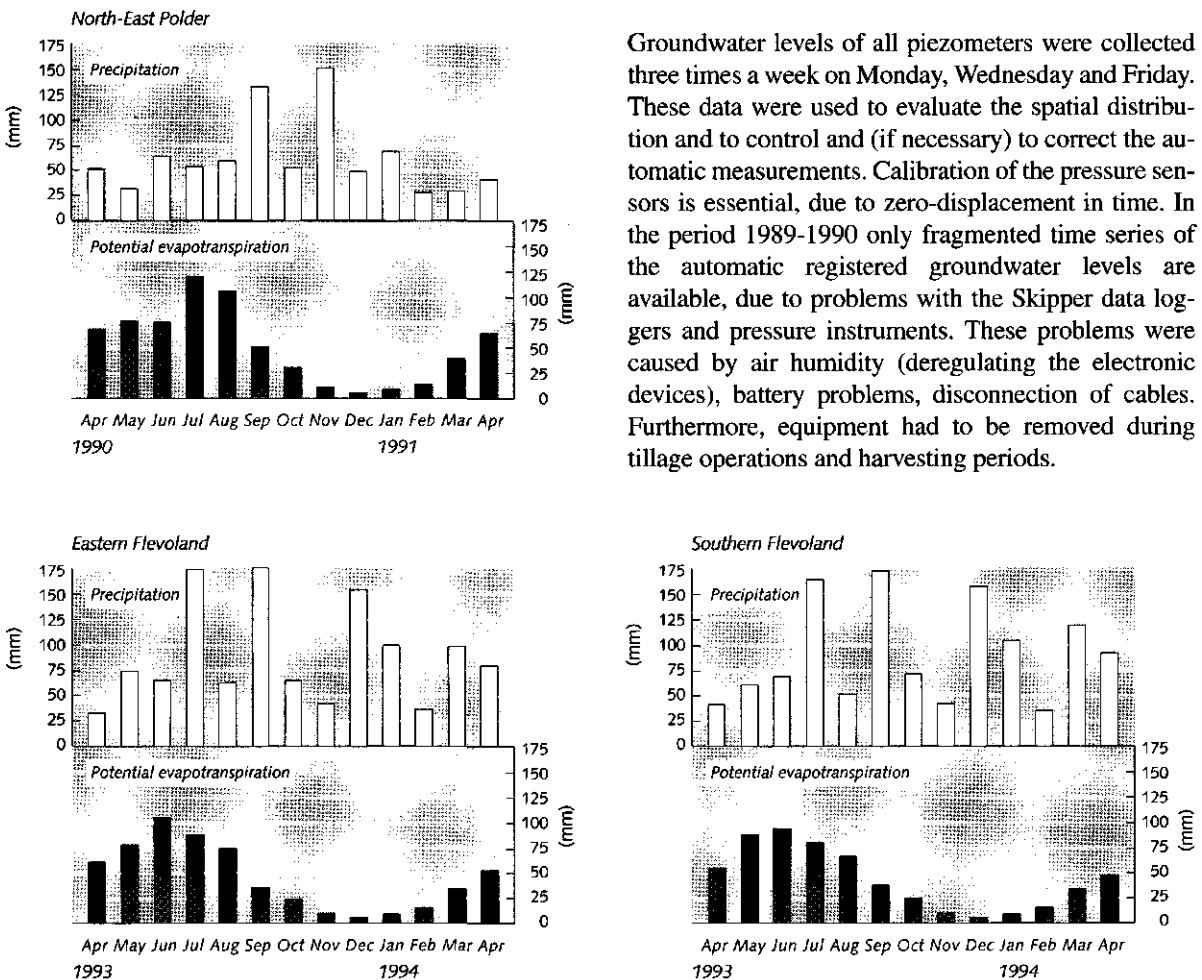 North-East Polder
175
150
125
100
75
50
25
0
(mm)
Precipitation
175
150
125
100
75
50
25
0
(mm)
Potential evapotranspiration
Apr May Jun Jul Aug Sep Oct Nov Dec Jan Feb Mar Apr
1990 1991
Groundwater levels of all piezometers were collected
three times a week on Monday, Wednesday and Friday.
These data were used to evaluate the spatial distribu-
tion and to control and (if necessary) to correct the au-
tomatic measurements. Calibration of the pressure sen-
sors is essential, due to zero-displacement in time. In
the period 1989-1990 only fragmented time series of
the automatic registered groundwater levels are
available, due to problems with the Skipper data log-
gers and pressure instruments. These problems were
caused by air humidity (deregulating the electronic
devices), battery problems, disconnection of cables.
Furthermore, equipment had to be removed during
tillage operations and harvesting periods.
Eastern Flevoland
175
150
125
100
75
50
25
0
(mm)
Precipitation
175
150
125
100
75
50
25
0
(mm)
Potential evapotranspiration
Apr May Jun Jul Aug Sep Oct Nov Dec Jan Feb Mar Apr
1993 1994
Southern Flevoland
175
150
125
100
75
50
25
0
(mm)
Precipitation
175
150
125
100
75
50
25
0
(mm)
Potential evapotranspiration
Apr May Jun Jul Aug Sep Oct Nov Dec Jan Feb Mar Apr
1993 1994